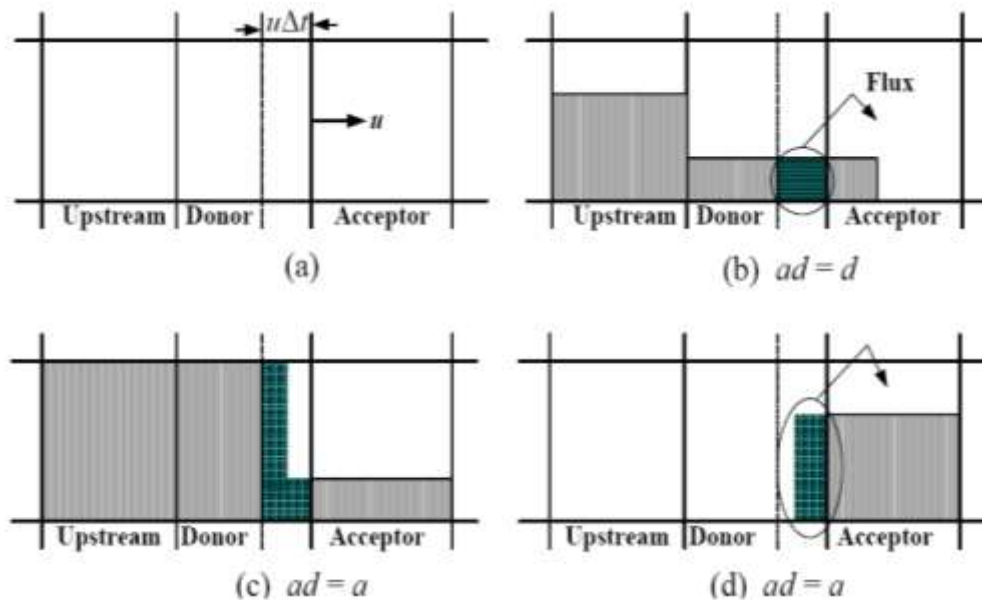 uΔt
u
Upstream Donor Acceptor
(a)
Flux
Upstream Donor Acceptor
(b) ad = d
Upstream Donor Acceptor
(c) ad = a
Upstream Donor Acceptor
(d) ad = a